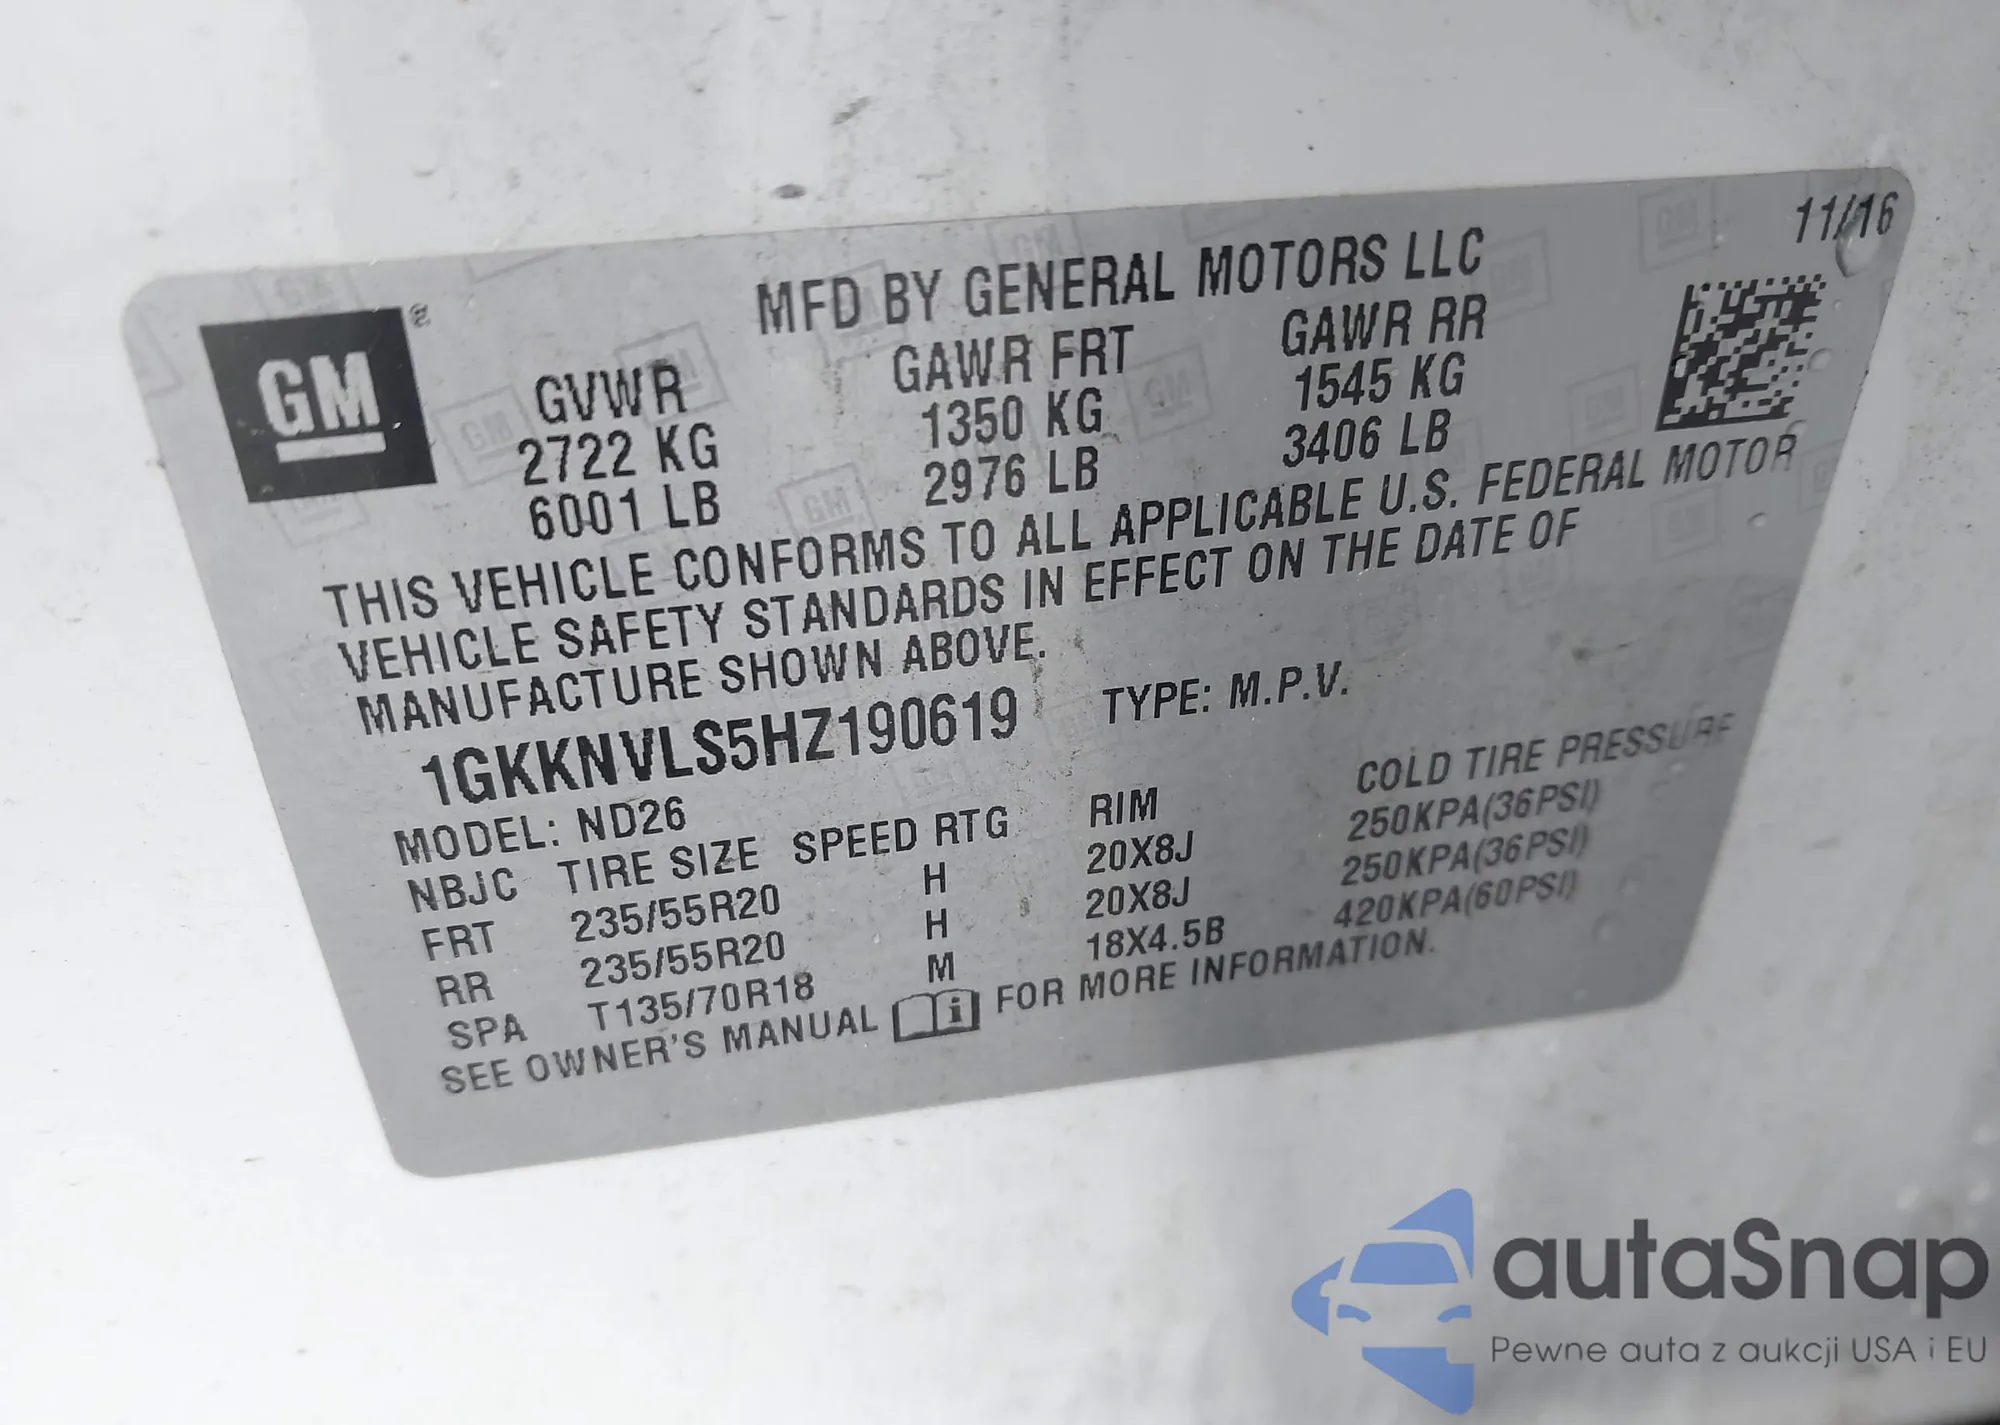 11/16
MFD BY GENERAL MOTORS LLC
GM®
GVWR GAWR FRT GAWR RR
2722 KG 1350 KG 1545 KG
6001 LB 2976 LB 3406 LB
THIS VEHICLE CONFORMS TO ALL APPLICABLE U.S. FEDERAL MOTOR
VEHICLE SAFETY STANDARDS IN EFFECT ON THE DATE OF
MANUFACTURE SHOWN ABOVE.
1GKKNVLS5HZ190619 TYPE: M.P.V.
MODEL: ND26
NBJC TIRE SIZE SPEED RTG RIM COLD TIRE PRESSURE
FRT 235/55R20 H 20X8J 250KPA(36PSI)
RR 235/55R20 H 20X8J 250KPA(36PSI)
SPA T135/70R18 M 18X4.5B 420KPA(60PSI)
SEE OWNER'S MANUAL FOR MORE INFORMATION.
autaSnap
Pewne auta z aukcji USA i EU